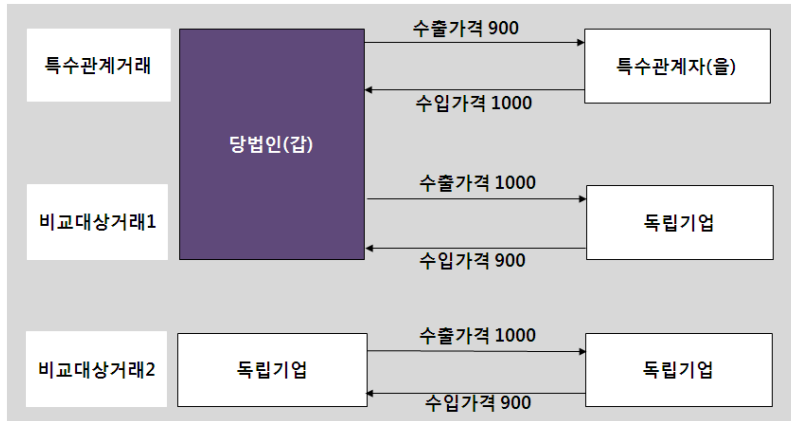 특수관계거래
당법인(갑)
수출가격 900
수입가격 1000
특수관계자(을)
비교대상거래1
수출가격 1000
수입가격 900
독립기업
비교대상거래2
독립기업
수출가격 1000
수입가격 900
독립기업